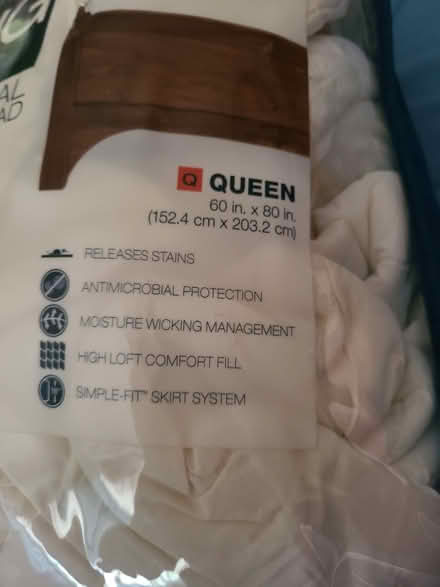 Q QUEEN
60 in. x 80 in.
(152.4 cm x 203.2 cm)
RELEASES STAINS
ANTIMICROBIAL PROTECTION
MOISTURE WICKING MANAGEMENT
HIGH LOFT COMFORT FILL
SIMPLE-FIT™ SKIRT SYSTEM